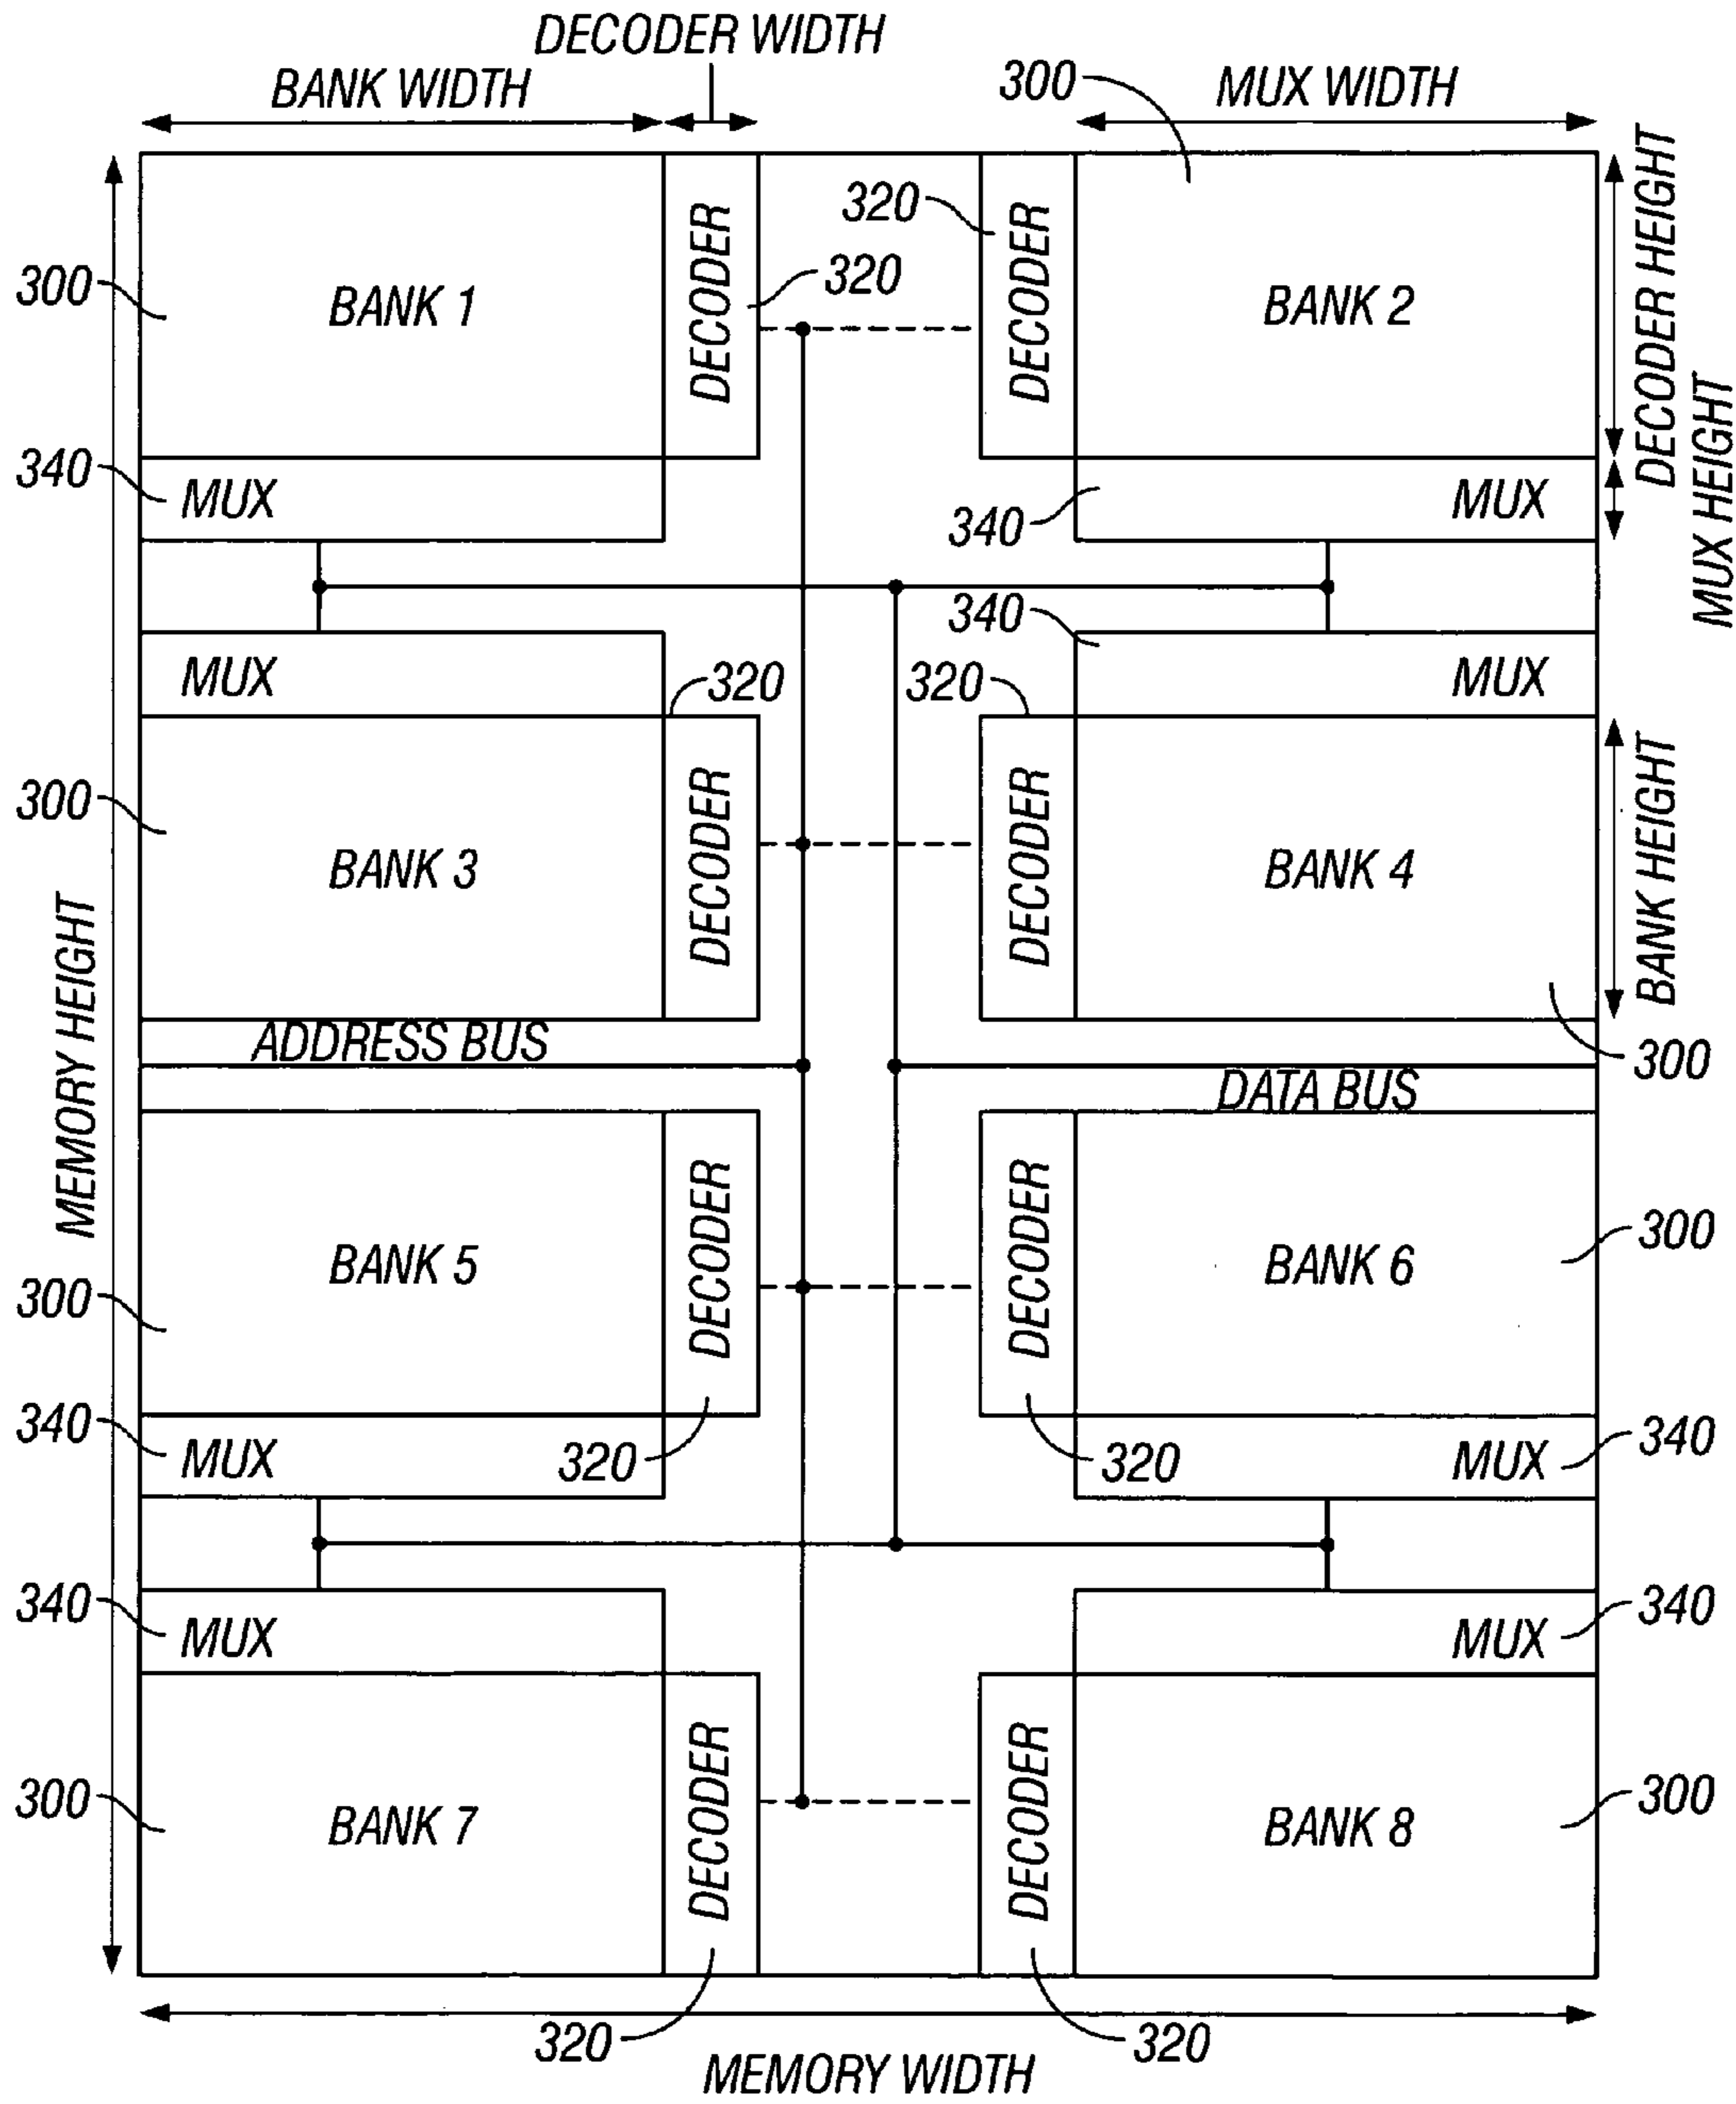 DECODER WIDTH
BANK WIDTH
300
MUX WIDTH
DECODER HEIGHT
MUX HEIGHT
320
DECODER
DECODER
320
300
BANK 1
BANK 2
340
MUX
340
MUX
340
MUX
320
320
MUX
300
BANK 3
DECODER
DECODER
BANK 4
BANK HEIGHT
MEMORY HEIGHT
ADDRESS BUS
300
DATA BUS
300
BANK 5
DECODER
DECODER
BANK 6
300
340
MUX
320
320
MUX
340
340
MUX
MUX
340
300
BANK 7
DECODER
DECODER
BANK 8
300
320
320
MEMORY WIDTH